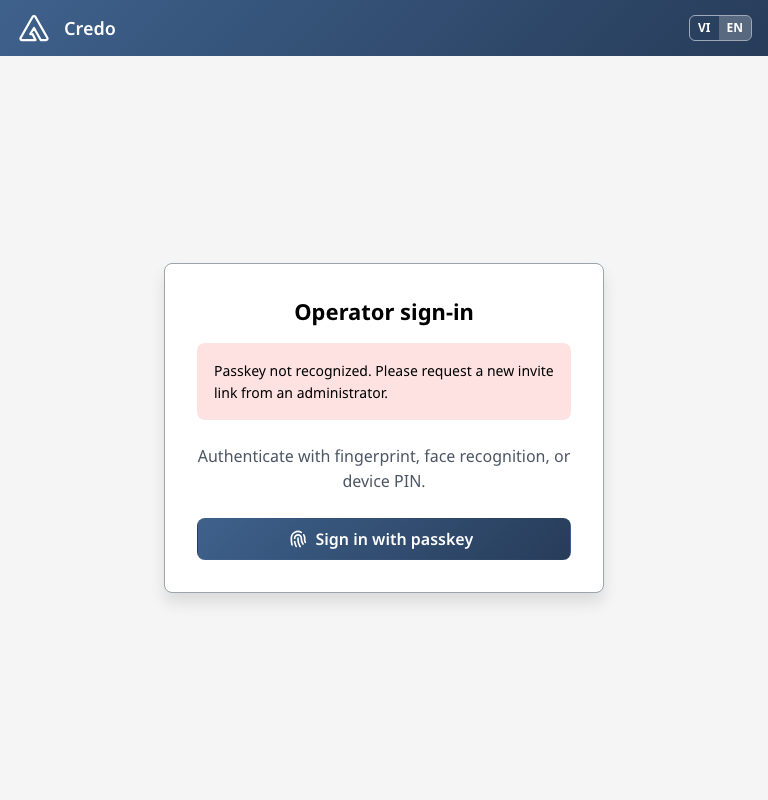 Credo
VI EN
Operator sign-in
Passkey not recognized. Please request a new invite
link from an administrator.
Authenticate with fingerprint, face recognition, or
device PIN.
Sign in with passkey